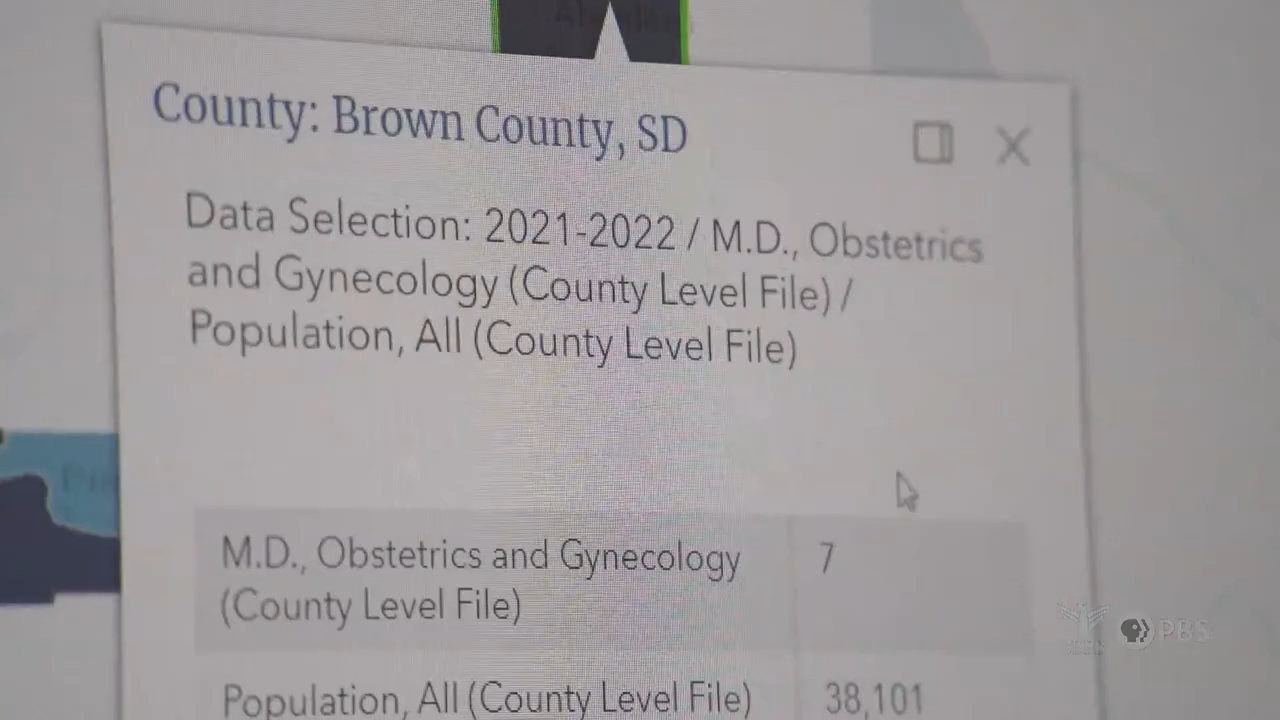 County: Brown County, SD
Data Selection: 2021-2022 / M.D., Obstetrics
and Gynecology (County Level File) /
Population, All (County Level File)
M.D., Obstetrics and Gynecology 7
(County Level File)
PBS
Population, All (County Level File) 38,101